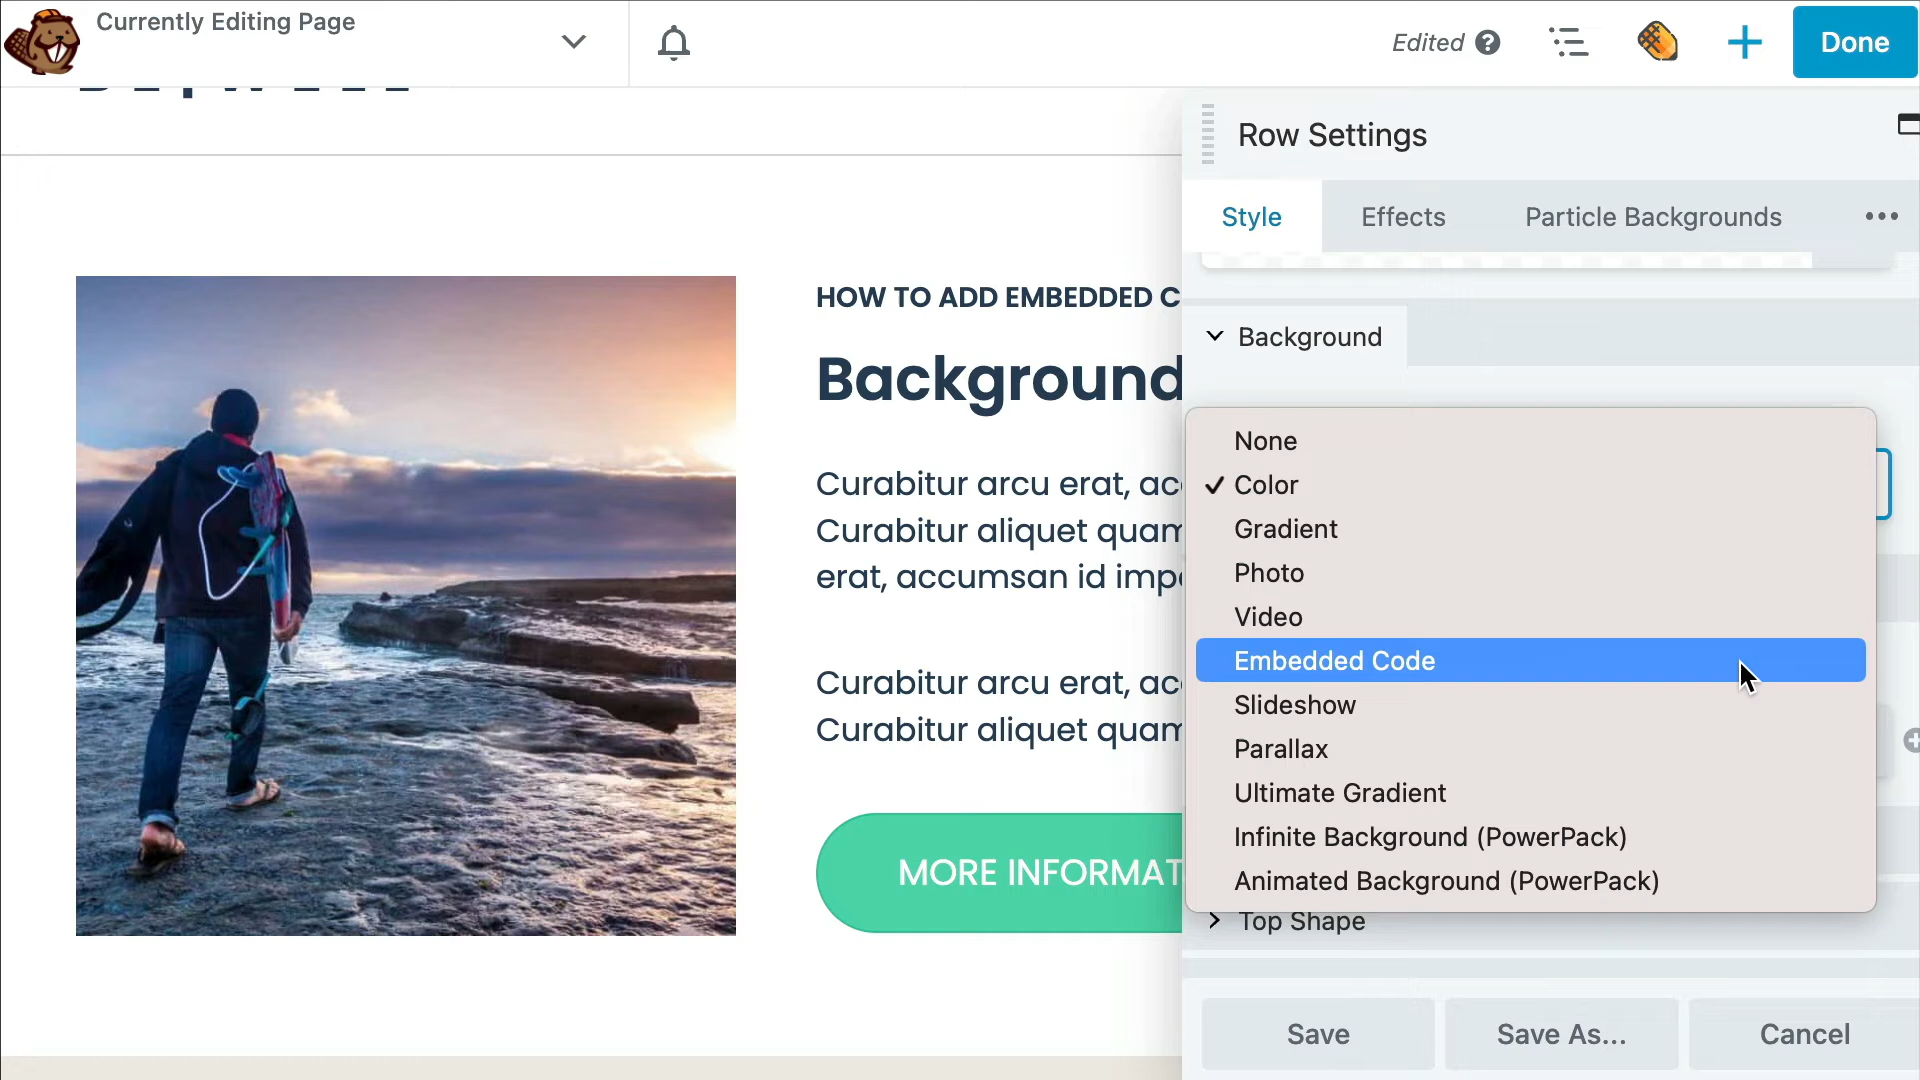 Currently Editing Page
Edited
Done
Row Settings
Style
Effects
Particle Backgrounds
HOW TO ADD EMBEDDED C
Background
Curabitur arcu erat, ac
Curabitur aliquet quam
erat, accumsan id impe
Curabitur arcu erat, ac
Curabitur aliquet quam
MORE INFORMAT
Background
None
Color
Gradient
Photo
Video
Embedded Code
Slideshow
Parallax
Ultimate Gradient
Infinite Background (PowerPack)
Animated Background (PowerPack)
Top Shape
Save
Save As...
Cancel